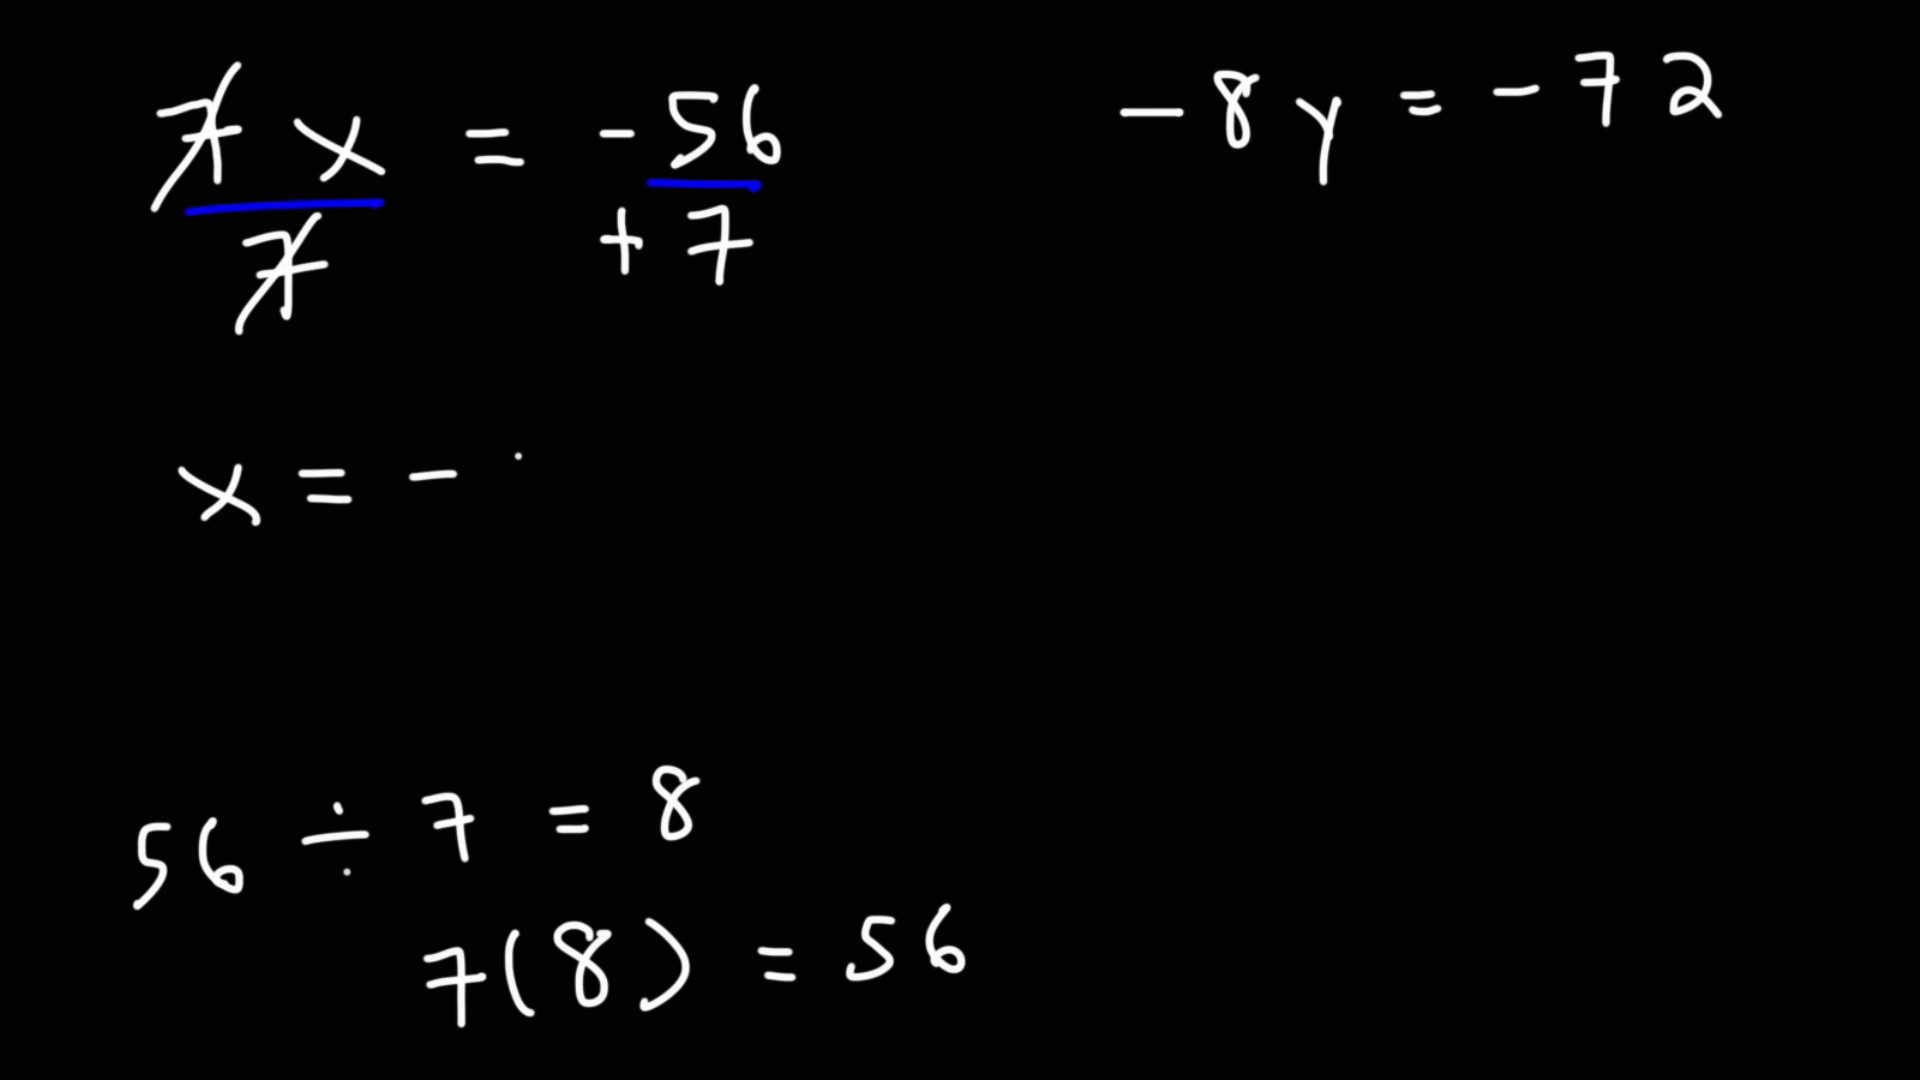 7x = -56
7 +7
x = -
56 ÷ 7 = 8
7(8) = 56
-8y = -72